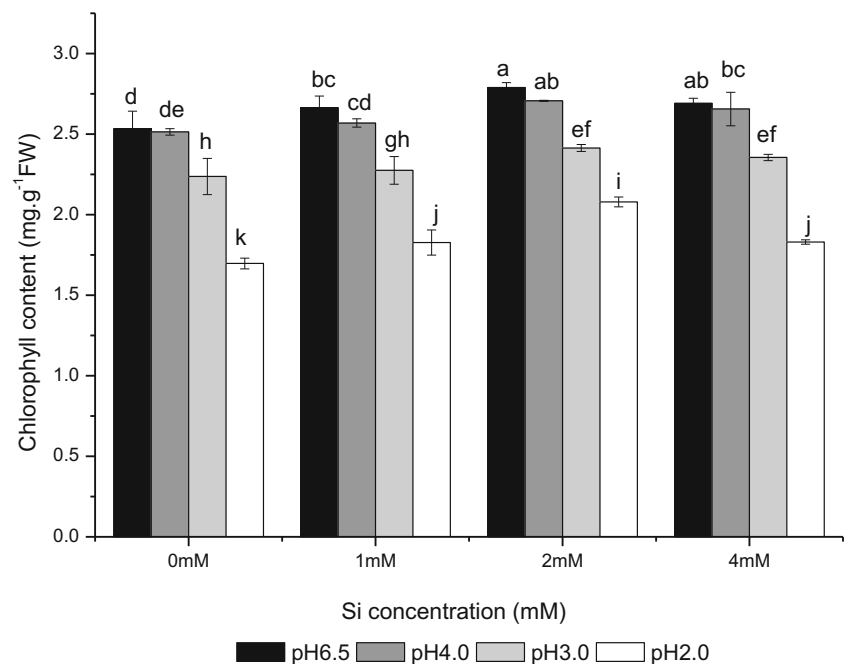 Chlorophyll content (mg.g⁻¹FW)
3.0
2.5
2.0
1.5
1.0
0.5
0.0
d de h k
bc cd gh j
a ab ef i
ab bc ef j
0mM 1mM 2mM 4mM
Si concentration (mM)
pH6.5 pH4.0 pH3.0 pH2.0